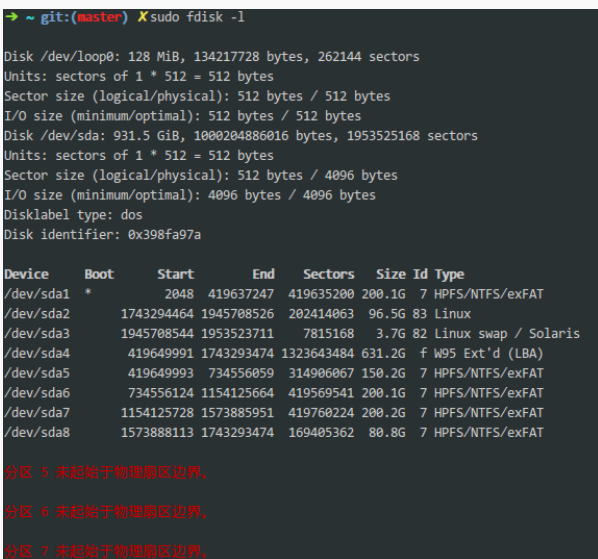 ➜ ~ git:(master) ✗ sudo fdisk -l
Disk /dev/loop0: 128 MiB, 134217728 bytes, 262144 sectors
Units: sectors of 1 * 512 = 512 bytes
Sector size (logical/physical): 512 bytes / 512 bytes
I/O size (minimum/optimal): 512 bytes / 512 bytes
Disk /dev/sda: 931.5 GiB, 1000204886016 bytes, 1953525168 sectors
Units: sectors of 1 * 512 = 512 bytes
Sector size (logical/physical): 512 bytes / 4096 bytes
I/O size (minimum/optimal): 4096 bytes / 4096 bytes
Disklabel type: dos
Disk identifier: 0x398fa97a
Device Boot Start End Sectors Size Id Type
/dev/sda1 * 2048 419637247 419635200 200.1G 7 HPFS/NTFS/exFAT
/dev/sda2 1743294464 1945708526 202414063 96.5G 83 Linux
/dev/sda3 1945708544 1953523711 7815168 3.7G 82 Linux swap / Solaris
/dev/sda4 419649991 1743293474 1323643484 631.2G f W95 Ext'd (LBA)
/dev/sda5 419649993 734556059 314906067 150.2G 7 HPFS/NTFS/exFAT
/dev/sda6 734556124 1154125664 419569541 200.1G 7 HPFS/NTFS/exFAT
/dev/sda7 1154125728 1573885951 419760224 200.2G 7 HPFS/NTFS/exFAT
/dev/sda8 1573888113 1743293474 169405362 80.8G 7 HPFS/NTFS/exFAT
分区 5 未起始于物理扇区边界。
分区 6 未起始于物理扇区边界。
分区 7 未起始于物理扇区边界。